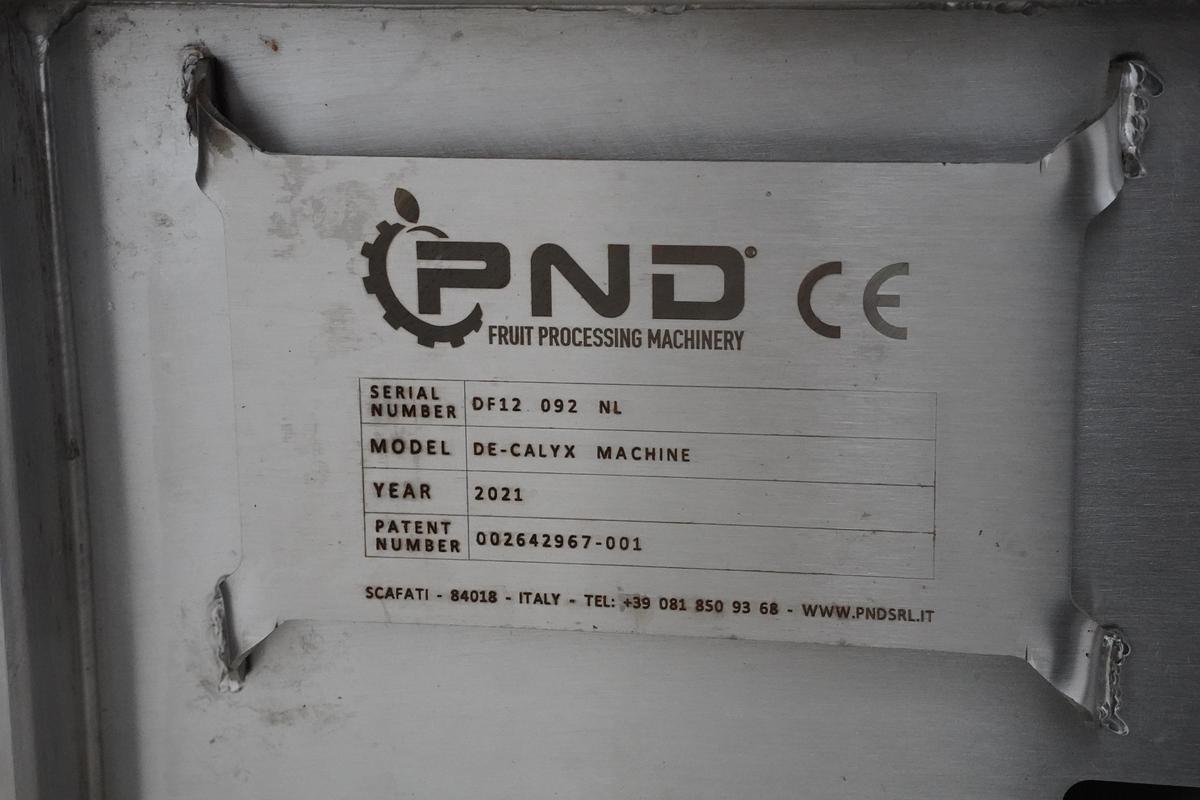 PND® CE
FRUIT PROCESSING MACHINERY
SERIAL NUMBER DF12 092 NL
MODEL DE-CALYX MACHINE
YEAR 2021
PATENT NUMBER 002642967-001
SCAFATI - 84018 - ITALY - TEL: +39 081 850 93 68 - WWW.PNDSRL.IT